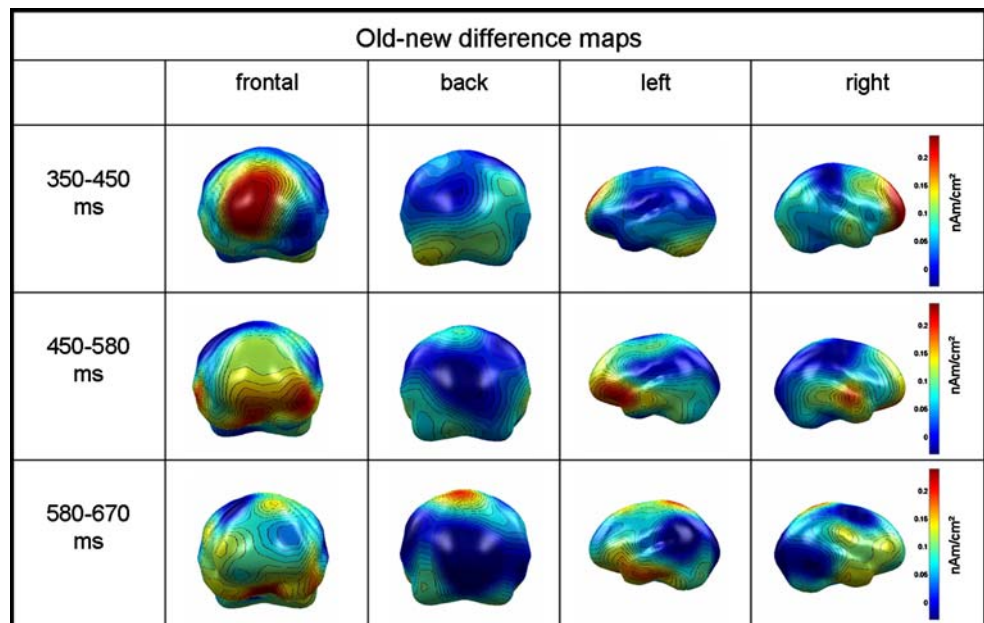 Old-new difference maps
frontal back left right
350-450
ms
0.2
0.15
0.1
0.05
0
nAm/cm²
450-580
ms
0.2
0.15
0.1
0.05
0
nAm/cm²
580-670
ms
0.2
0.15
0.1
0.05
0
nAm/cm²